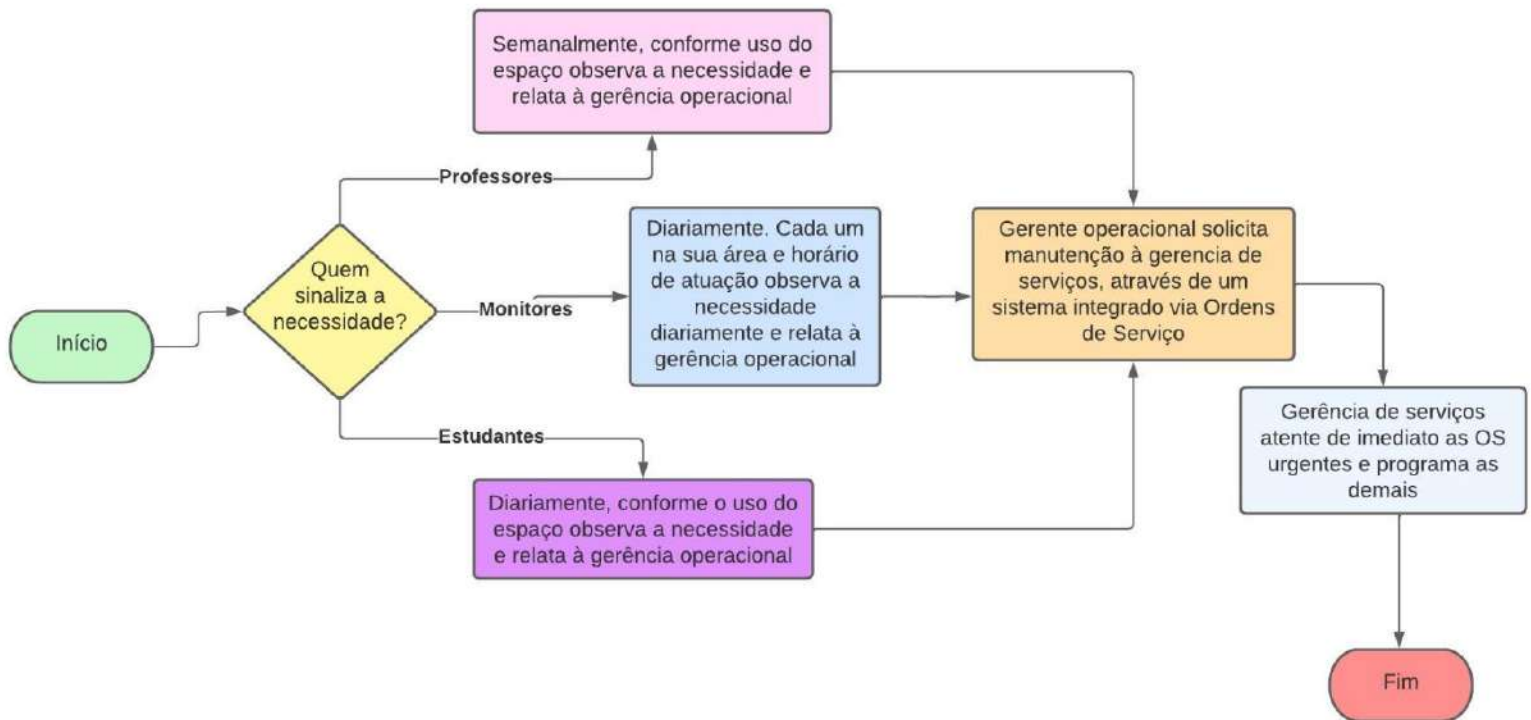 Início
Quem
sinaliza a
necessidade?
Professores
Semanalmente, conforme uso do
espaço observa a necessidade e
relata à gerência operacional
Monitores
Diariamente. Cada um
na sua área e horário
de atuação observa a
necessidade
diariamente e relata à
gerência operacional
Estudantes
Diariamente, conforme o uso do
espaço observa a necessidade
e relata à gerência operacional
Gerente operacional solicita
manutenção à gerencia de
serviços, através de um
sistema integrado via Ordens
de Serviço
Gerência de serviços
atente de imediato as OS
urgentes e programa as
demais
Fim